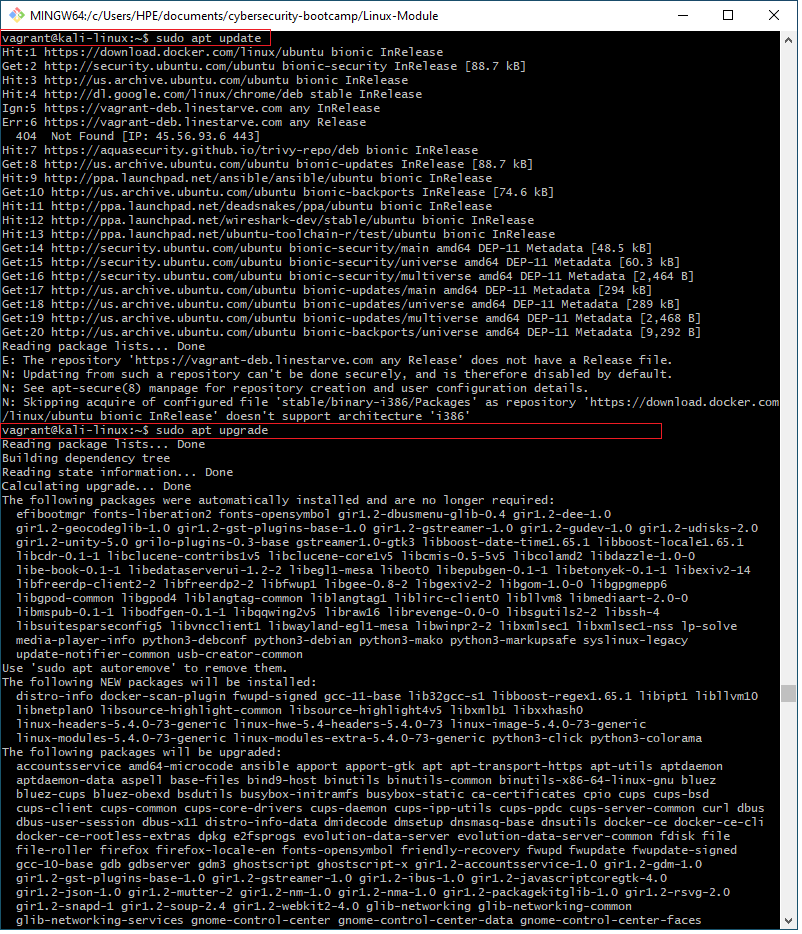 MINGW64:/c/Users/HPE/documents/cybersecurity-bootcamp/Linux-Module
vagrant@kali-linux:~$ sudo apt update
Hit:1 https://download.docker.com/linux/ubuntu bionic InRelease
Get:2 http://security.ubuntu.com/ubuntu bionic-security InRelease [88.7 kB]
Hit:3 http://us.archive.ubuntu.com/ubuntu bionic InRelease
Hit:4 http://dl.google.com/linux/chrome/deb stable InRelease
Ign:5 https://vagrant-deb.linestarve.com any InRelease
Err:6 https://vagrant-deb.linestarve.com any Release
  404  Not Found [IP: 45.56.93.6 443]
Hit:7 https://aquasecurity.github.io/trivy-repo/deb bionic InRelease
Get:8 http://us.archive.ubuntu.com/ubuntu bionic-updates InRelease [88.7 kB]
Hit:9 http://ppa.launchpad.net/ansible/ansible/ubuntu bionic InRelease
Get:10 http://us.archive.ubuntu.com/ubuntu bionic-backports InRelease [74.6 kB]
Hit:11 http://ppa.launchpad.net/deadsnakes/ppa/ubuntu bionic InRelease
Hit:12 http://ppa.launchpad.net/wireshark-dev/stable/ubuntu bionic InRelease
Hit:13 http://ppa.launchpad.net/ubuntu-toolchain-r/test/ubuntu bionic InRelease
Get:14 http://security.ubuntu.com/ubuntu bionic-security/main amd64 DEP-11 Metadata [48.5 kB]
Get:15 http://security.ubuntu.com/ubuntu bionic-security/universe amd64 DEP-11 Metadata [60.3 kB]
Get:16 http://security.ubuntu.com/ubuntu bionic-security/multiverse amd64 DEP-11 Metadata [2,464 B]
Get:17 http://us.archive.ubuntu.com/ubuntu bionic-updates/main amd64 DEP-11 Metadata [294 kB]
Get:18 http://us.archive.ubuntu.com/ubuntu bionic-updates/universe amd64 DEP-11 Metadata [289 kB]
Get:19 http://us.archive.ubuntu.com/ubuntu bionic-updates/multiverse amd64 DEP-11 Metadata [2,468 B]
Get:20 http://us.archive.ubuntu.com/ubuntu bionic-backports/universe amd64 DEP-11 Metadata [9,292 B]
Reading package lists... Done
E: The repository 'https://vagrant-deb.linestarve.com any Release' does not have a Release file.
N: Updating from such a repository can't be done securely, and is therefore disabled by default.
N: See apt-secure(8) manpage for repository creation and user configuration details.
N: Skipping acquire of configured file 'stable/binary-i386/Packages' as repository 'https://download.docker.com
/linux/ubuntu bionic InRelease' doesn't support architecture 'i386'
vagrant@kali-linux:~$ sudo apt upgrade
Reading package lists... Done
Building dependency tree
Reading state information... Done
Calculating upgrade... Done
The following packages were automatically installed and are no longer required:
  efibootmgr fonts-liberation2 fonts-opensymbol gir1.2-dbusmenu-glib-0.4 gir1.2-dee-1.0
  gir1.2-geocodeglib-1.0 gir1.2-gst-plugins-base-1.0 gir1.2-gstreamer-1.0 gir1.2-gudev-1.0 gir1.2-udisks-2.0
  gir1.2-unity-5.0 grilo-plugins-0.3-base gstreamer1.0-gtk3 libboost-date-time1.65.1 libboost-locale1.65.1
  libcdr-0.1-1 libclucene-contribs1v5 libclucene-core1v5 libcmis-0.5-5v5 libcolamd2 libdazzle-1.0-0
  libe-book-0.1-1 libedataserverui-1.2-2 libegl1-mesa libeot0 libepubgen-0.1-1 libetonyek-0.1-1 libexiv2-14
  libfreerdp-client2-2 libfreerdp2-2 libfwup1 libgee-0.8-2 libgexiv2-2 libgom-1.0-0 libgpgmepp6
  libgpod-common libgpod4 liblangtag-common liblangtag1 liblirc-client0 libllvm8 libmediaart-2.0-0
  libmspub-0.1-1 libodfgen-0.1-1 libqqwing2v5 libraw16 librevenge-0.0-0 libsgutils2-2 libssh-4
  libsuitesparseconfig5 libvncclient1 libwayland-egl1-mesa libwinpr2-2 libxmlsec1 libxmlsec1-nss lp-solve
  media-player-info python3-debconf python3-debian python3-mako python3-markupsafe syslinux-legacy
  update-notifier-common usb-creator-common
Use 'sudo apt autoremove' to remove them.
The following NEW packages will be installed:
  distro-info docker-scan-plugin fwupd-signed gcc-11-base lib32gcc-s1 libboost-regex1.65.1 libipt1 libllvm10
  libnetplan0 libsource-highlight-common libsource-highlight4v5 libxmlb1 libxxhash0
  linux-headers-5.4.0-73-generic linux-hwe-5.4-headers-5.4.0-73 linux-image-5.4.0-73-generic
  linux-modules-5.4.0-73-generic linux-modules-extra-5.4.0-73-generic python3-click python3-colorama
The following packages will be upgraded:
  accountsservice amd64-microcode ansible apport apport-gtk apt apt-transport-https apt-utils aptdaemon
  aptdaemon-data aspell base-files bind9-host binutils binutils-common binutils-x86-64-linux-gnu bluez
  bluez-cups bluez-obexd bsdutils busybox-initramfs busybox-static ca-certificates cpio cups cups-bsd
  cups-client cups-common cups-core-drivers cups-daemon cups-ipp-utils cups-ppdc cups-server-common curl dbus
  dbus-user-session dbus-x11 distro-info-data dmidecode dmsetup dnsmasq-base dnsutils docker-ce docker-ce-cli
  docker-ce-rootless-extras dpkg e2fsprogs evolution-data-server evolution-data-server-common fdisk file
  file-roller firefox firefox-locale-en fonts-opensymbol friendly-recovery fwupd fwupdate fwupdate-signed
  gcc-10-base gdb gdbserver gdm3 ghostscript ghostscript-x gir1.2-accountsservice-1.0 gir1.2-gdm-1.0
  gir1.2-gst-plugins-base-1.0 gir1.2-gstreamer-1.0 gir1.2-ibus-1.0 gir1.2-javascriptcoregtk-4.0
  gir1.2-json-1.0 gir1.2-mutter-2 gir1.2-nm-1.0 gir1.2-nma-1.0 gir1.2-packagekitglib-1.0 gir1.2-rsvg-2.0
  gir1.2-snapd-1 gir1.2-soup-2.4 gir1.2-webkit2-4.0 glib-networking glib-networking-common
  glib-networking-services gnome-control-center gnome-control-center-data gnome-control-center-faces